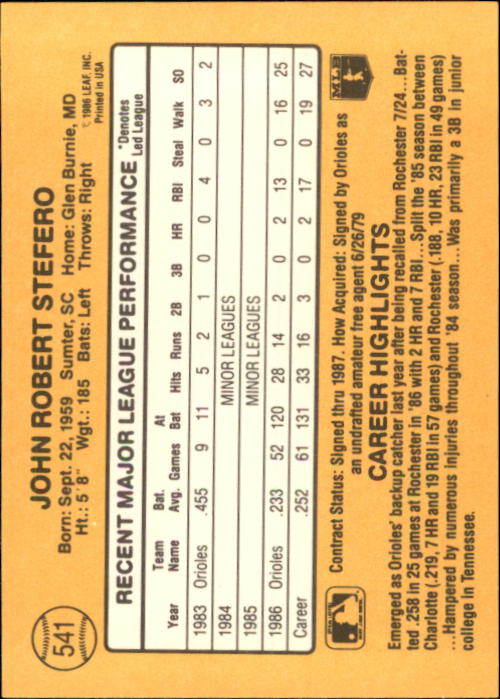 541
JOHN ROBERT STEFERO
Born: Sept. 22, 1959 Sumter, SC Home: Glen Burnie, MD
Ht.: 5'8" Wgt.: 185 Bats: Left Throws: Right
© 1986 LEAF, INC.
Printed in USA
RECENT MAJOR LEAGUE PERFORMANCE *Denotes Led League
Year Team Name Bat. Avg. Games At Bat Hits Runs 2B 3B HR RBI Steal Walk SO
1983 Orioles .455 9 11 5 2 1 0 0 4 0 3 2
1984 MINOR LEAGUES
1985 MINOR LEAGUES
1986 Orioles .233 52 120 28 14 2 0 2 13 0 16 25
Career .252 61 131 33 16 3 0 2 17 0 19 27
Contract Status: Signed thru 1987. How Acquired: Signed by Orioles as
an undrafted amateur free agent 6/26/79
MLB
CAREER HIGHLIGHTS
Emerged as Orioles' backup catcher last year after being recalled from Rochester 7/24...Bat-
ted .258 in 25 games at Rochester in '86 with 2 HR and 7 RBI...Split the '85 season between
Charlotte (.219, 7 HR and 19 RBI in 57 games) and Rochester (.188, 10 HR, 23 RBI in 49 games)
...Hampered by numerous injuries throughout '84 season...Was primarily a 3B in junior
college in Tennessee.